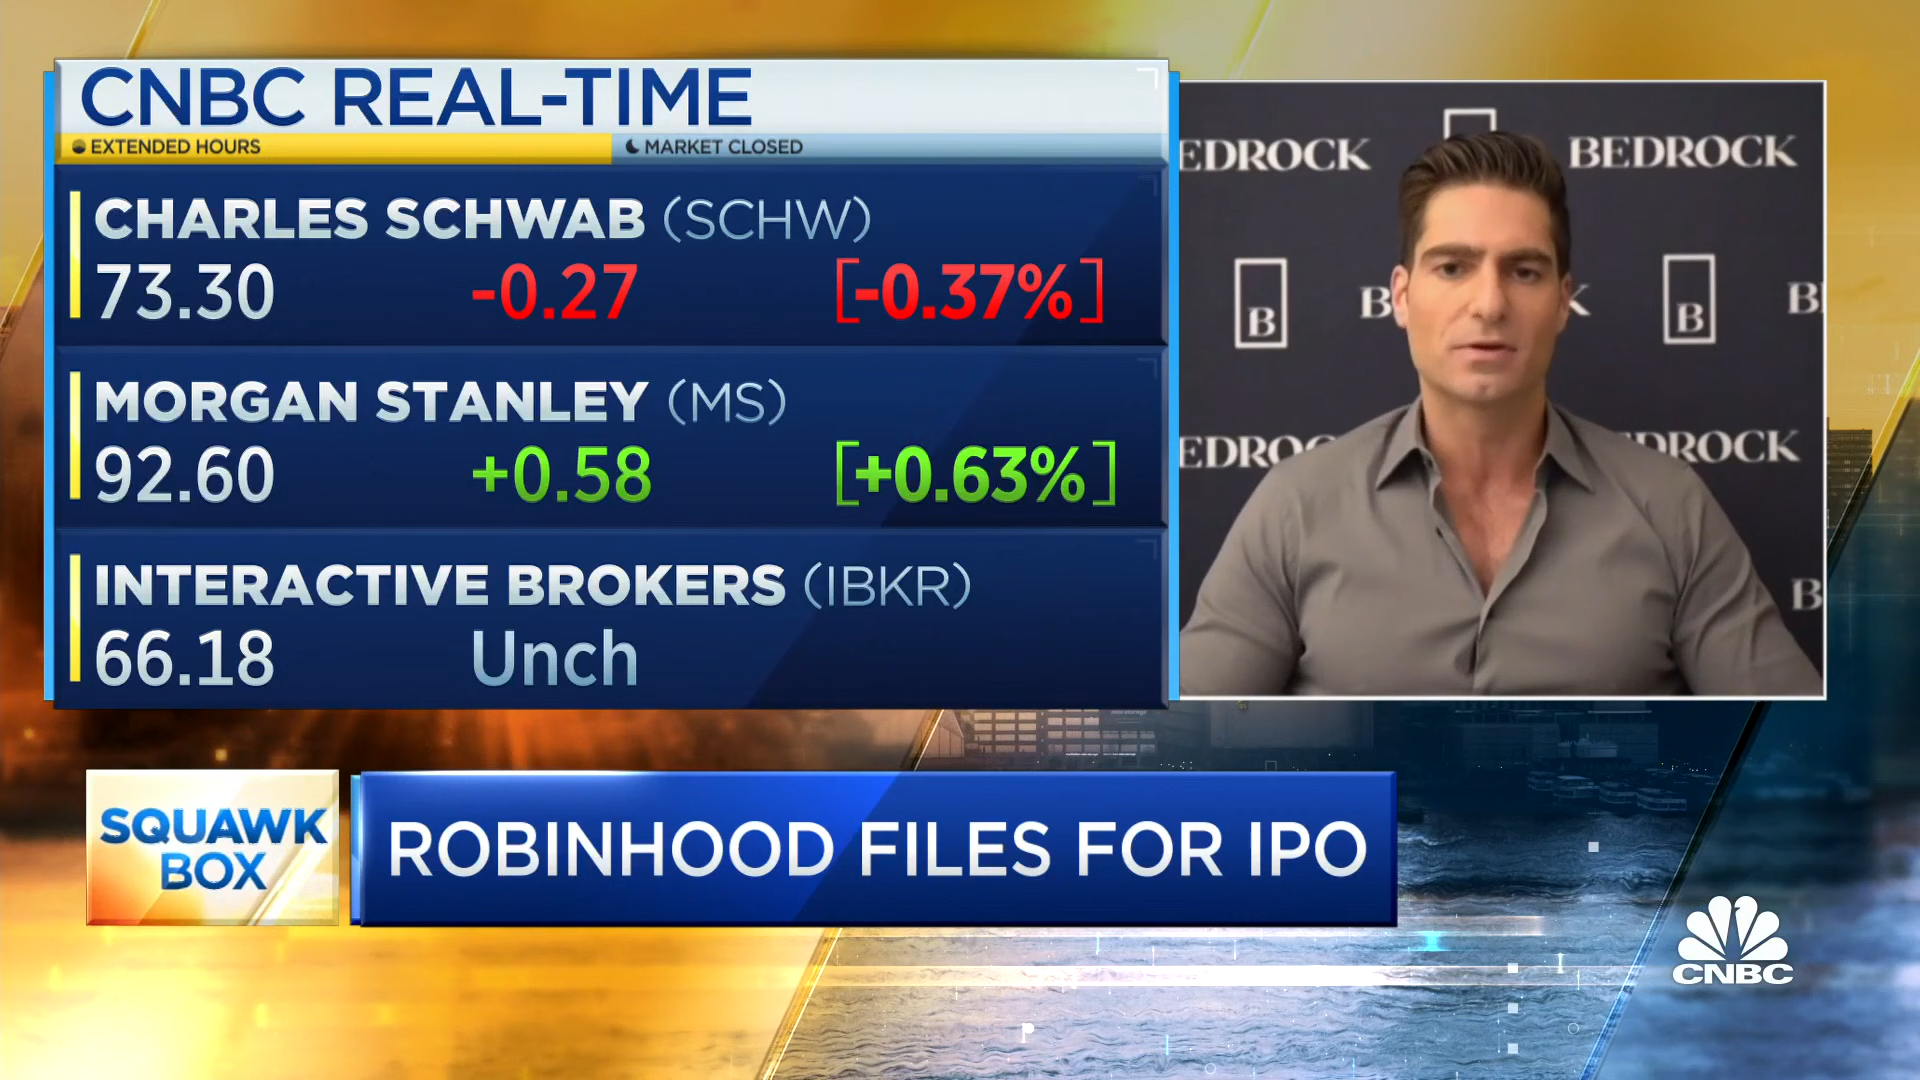 CNBC REAL-TIME
EXTENDED HOURS
MARKET CLOSED
CHARLES SCHWAB (SCHW)
73.30 -0.27 [-0.37%]
MORGAN STANLEY (MS)
92.60 +0.58 [+0.63%]
INTERACTIVE BROKERS (IBKR)
66.18 Unch
EDROCK BEDROCK
B B K B B
EDRO DROCK
B
SQUAWK
BOX
ROBINHOOD FILES FOR IPO
CNBC